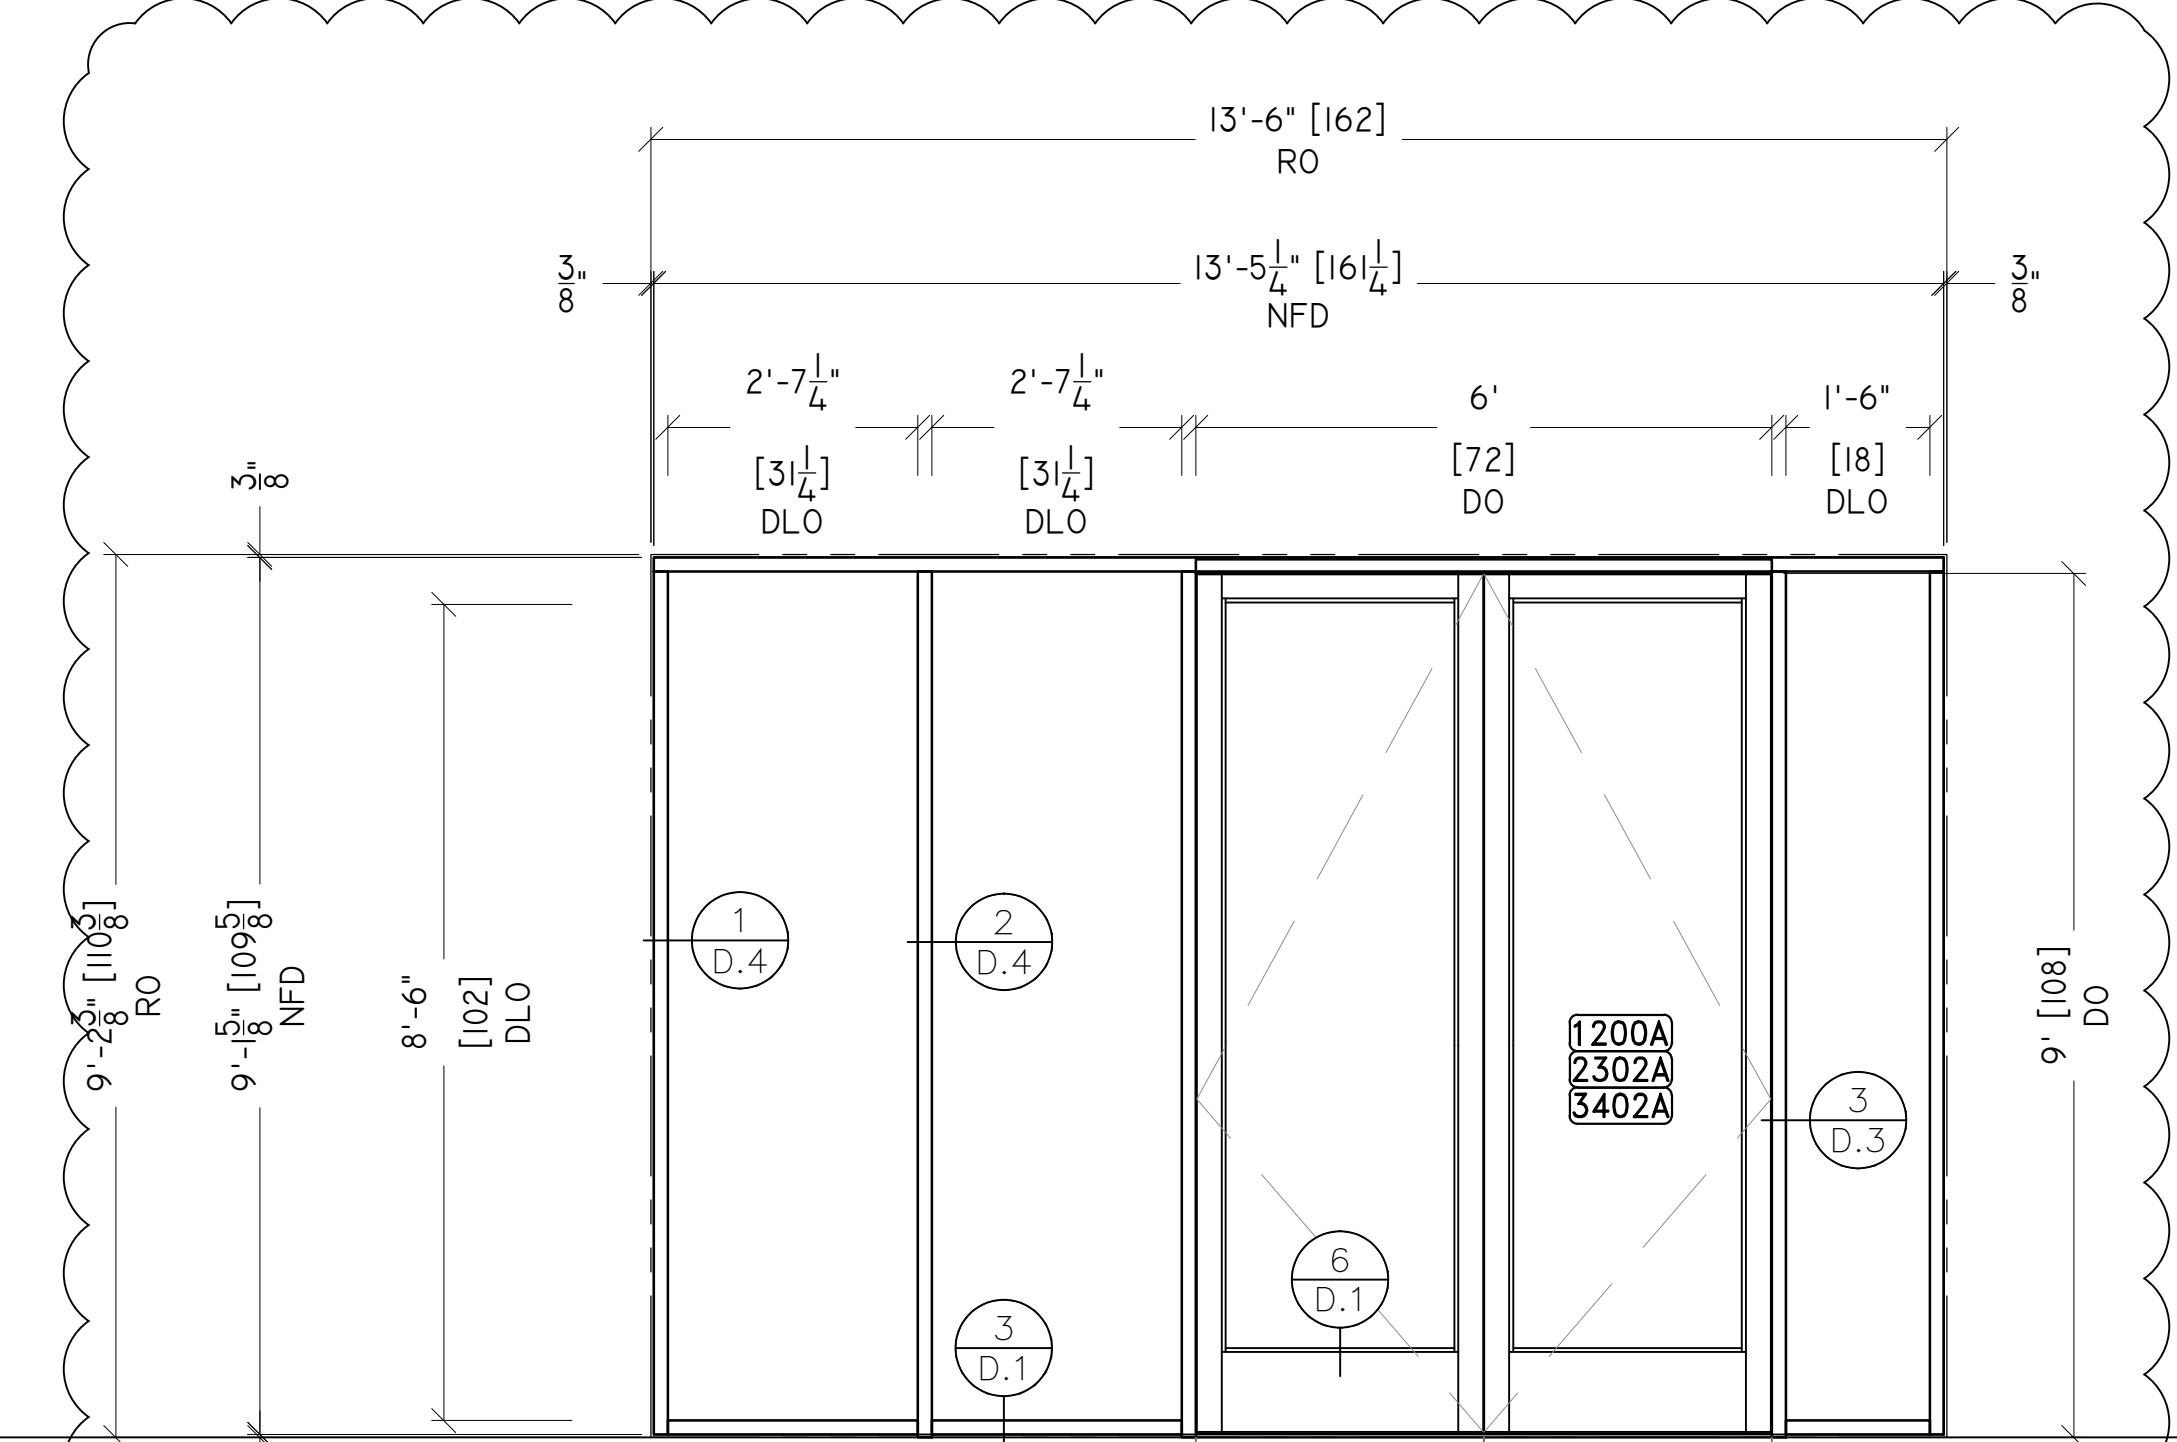 13'-6" [162]
RO
3/8"
13'-5 1/4" [161 1/4]
NFD
3/8"
2'-7 1/4"
[31 1/4]
DLO
2'-7 1/4"
[31 1/4]
DLO
6'
[72]
DO
1'-6"
[18]
DLO
3/8"
9'-2 3/8" [110 3/8]
RO
9'-1 5/8" [109 5/8]
NFD
8'-6"
[102]
DLO
1
D.4
2
D.4
3
D.1
6
D.1
1200A
2302A
3402A
3
D.3
9' [108]
DO